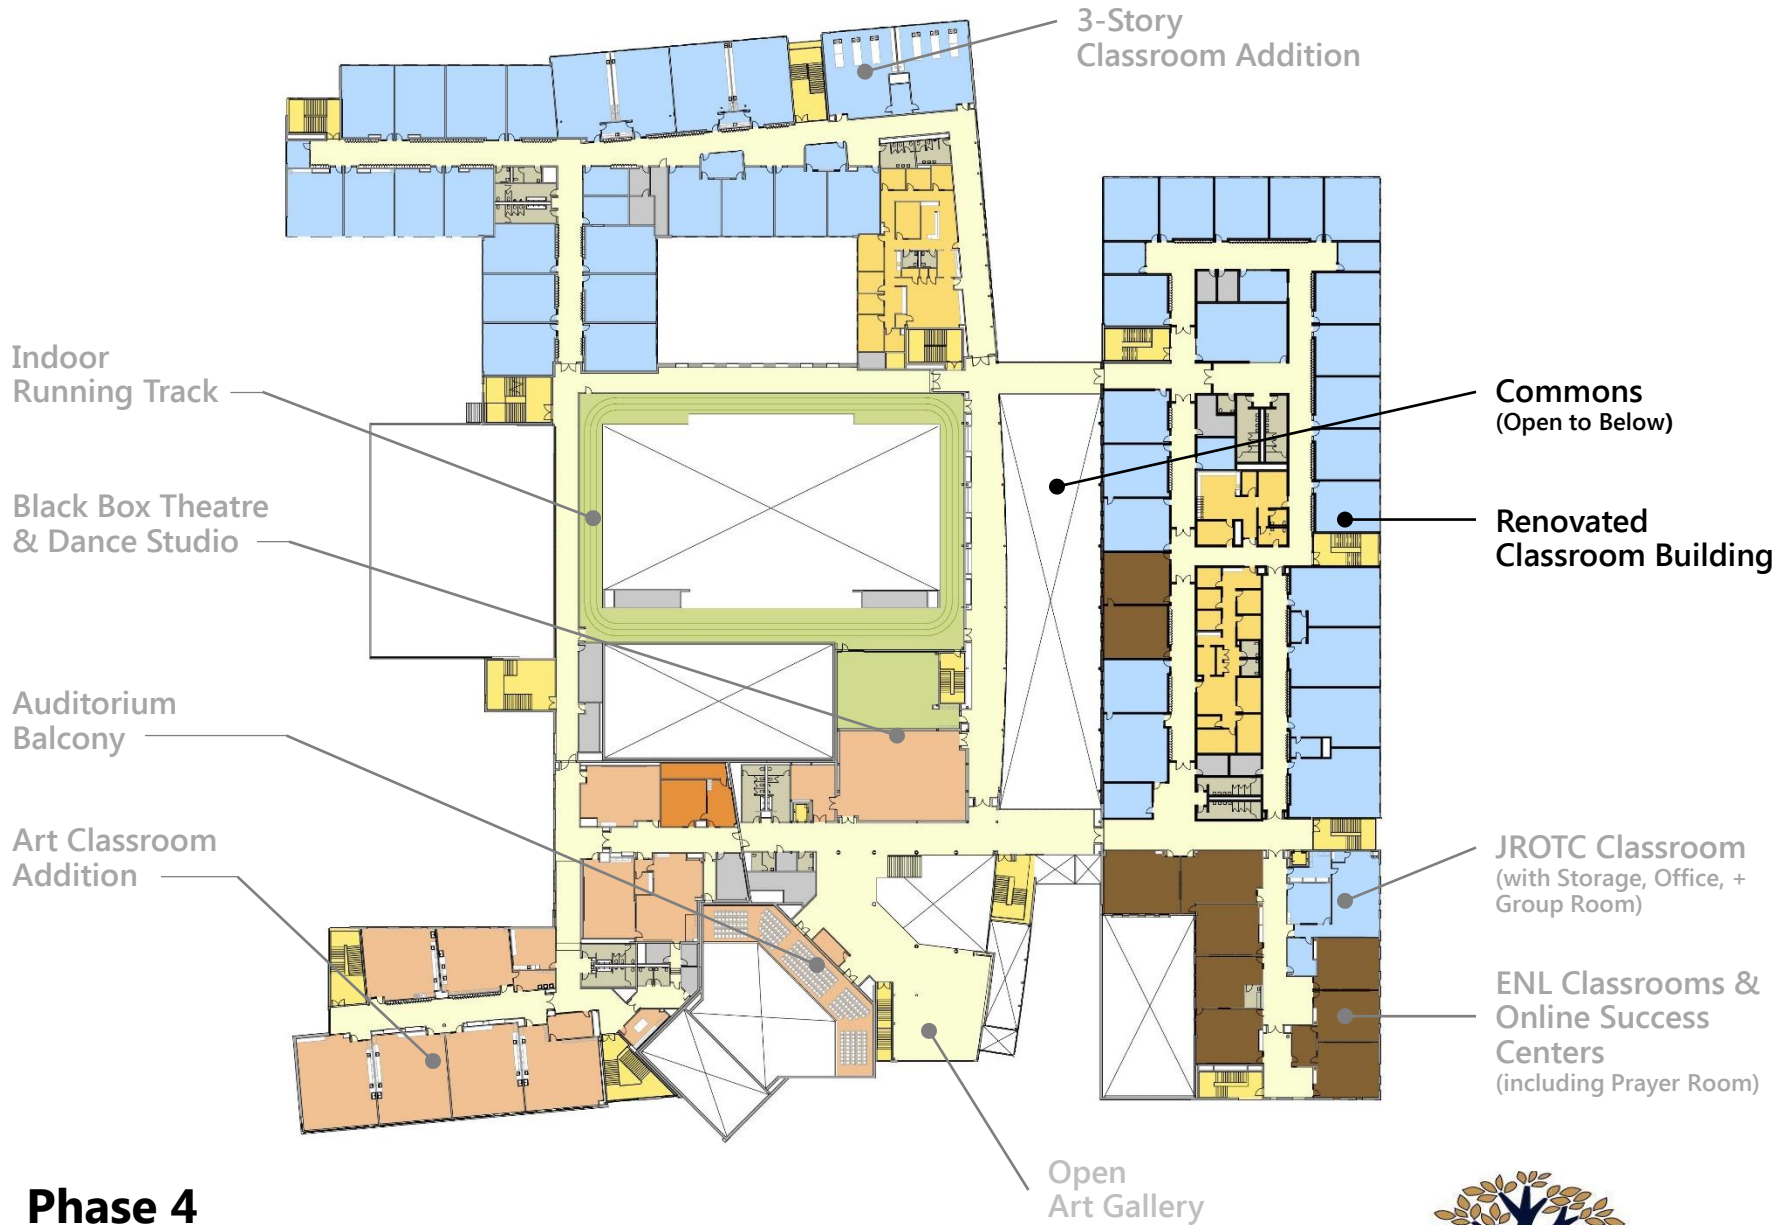 3-Story
Classroom Addition
Indoor
Running Track
Commons
(Open to Below)
Black Box Theatre
& Dance Studio
Renovated
Classroom Building
Auditorium
Balcony
Art Classroom
Addition
JROTC Classroom
(with Storage, Office, +
Group Room)
ENL Classrooms &
Online Success
Centers
(including Prayer Room)
Open
Art Gallery
Phase 4